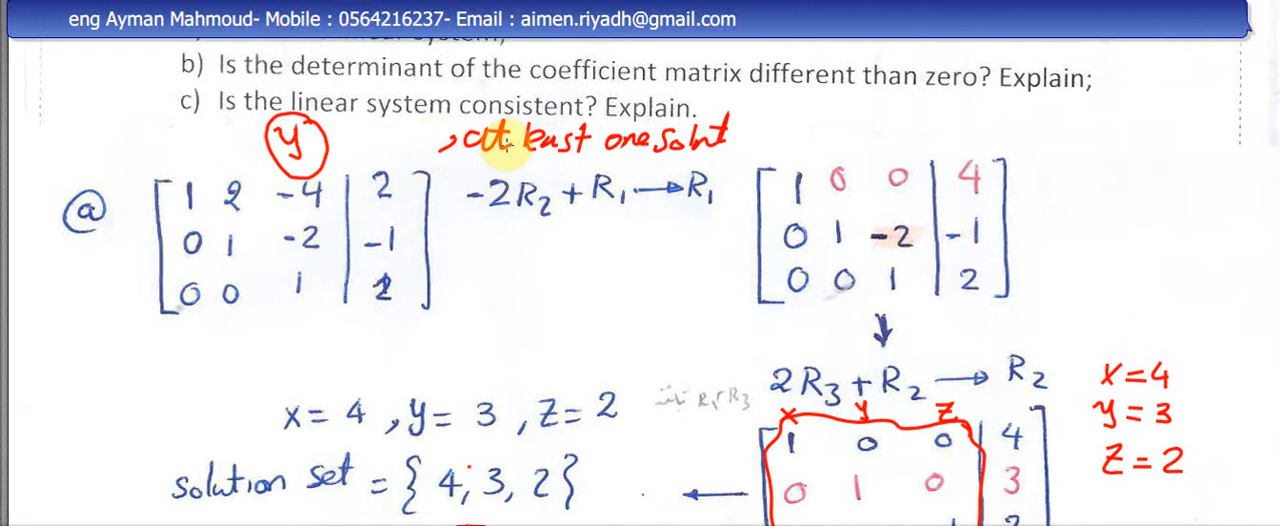 eng Ayman Mahmoud- Mobile : 0564216237- Email : aimen.riyadh@gmail.com
b) Is the determinant of the coefficient matrix different than zero? Explain;
c) Is the linear system consistent? Explain.
y , at least one solut
a
1 2 -4 | 2
0 1 -2 | -1
0 0 1 | 2
-2R₂ + R₁ → R₁
1 0 0 | 4
0 1 -2 | -1
0 0 1 | 2
2R₃ + R₂ → R₂
x = 4 , y = 3 , z = 2
solution set = { 4, 3, 2}
x y z
1 0 0 | 4
0 1 0 | 3
x = 4
y = 3
z = 2